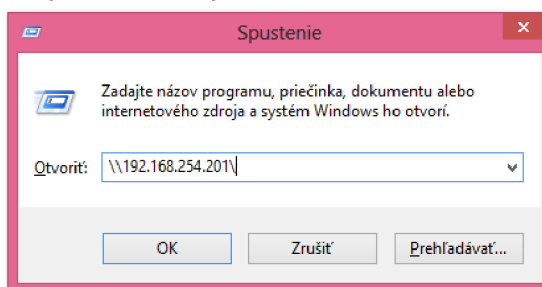 Spustenie
Zadajte názov programu, priečinka, dokumentu alebo
internetového zdroja a systém Windows ho otvorí.
Otvoriť: \\192.168.254.201\
OK Zrušiť Prehľadávať...